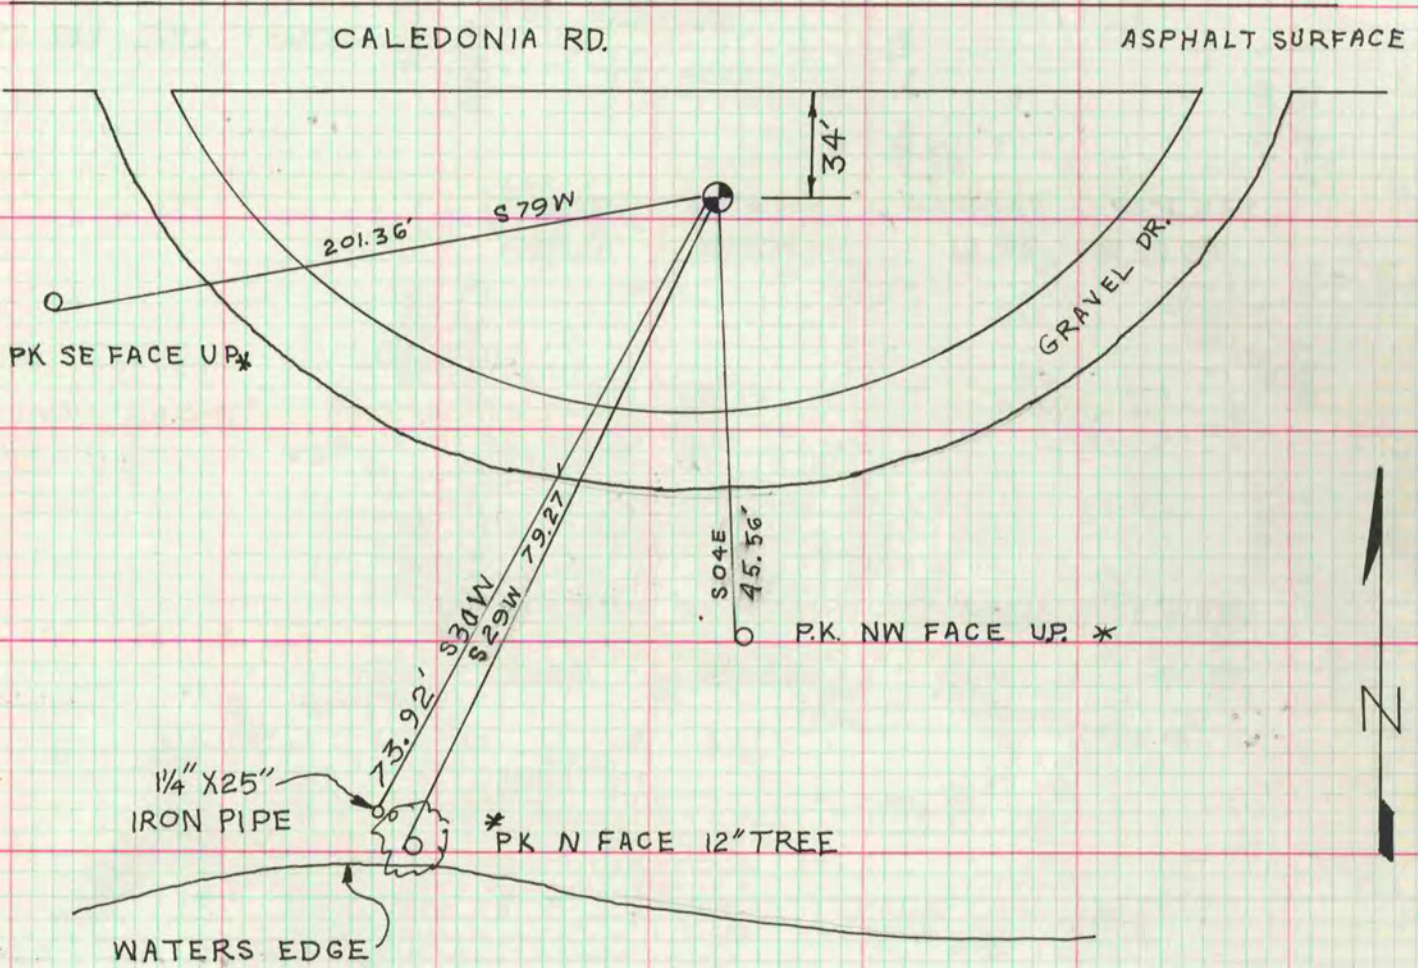 CALEDONIA RD.
ASPHALT SURFACE
34'
S79W
201.36'
GRAVEL DR.
PK SE FACE UP*
S30W
73.92'
S29W 79.27'
S04E
45.56'
P.K. NW FACE U.P. *
N
1¼" X25"
IRON PIPE
*PK N FACE 12" TREE
WATERS EDGE